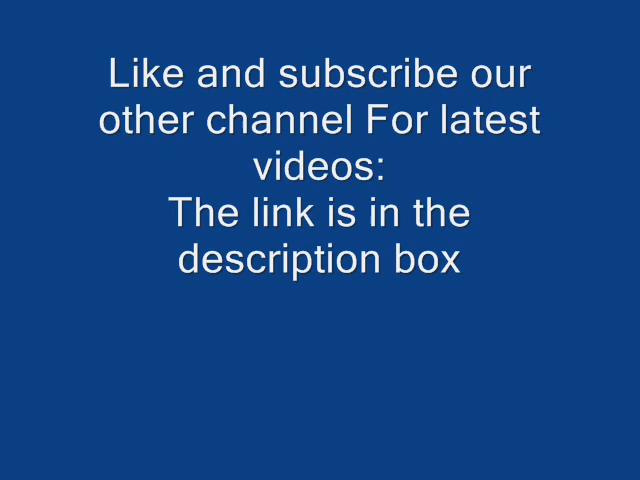 Like and subscribe our
other channel For latest
videos:
The link is in the
description box